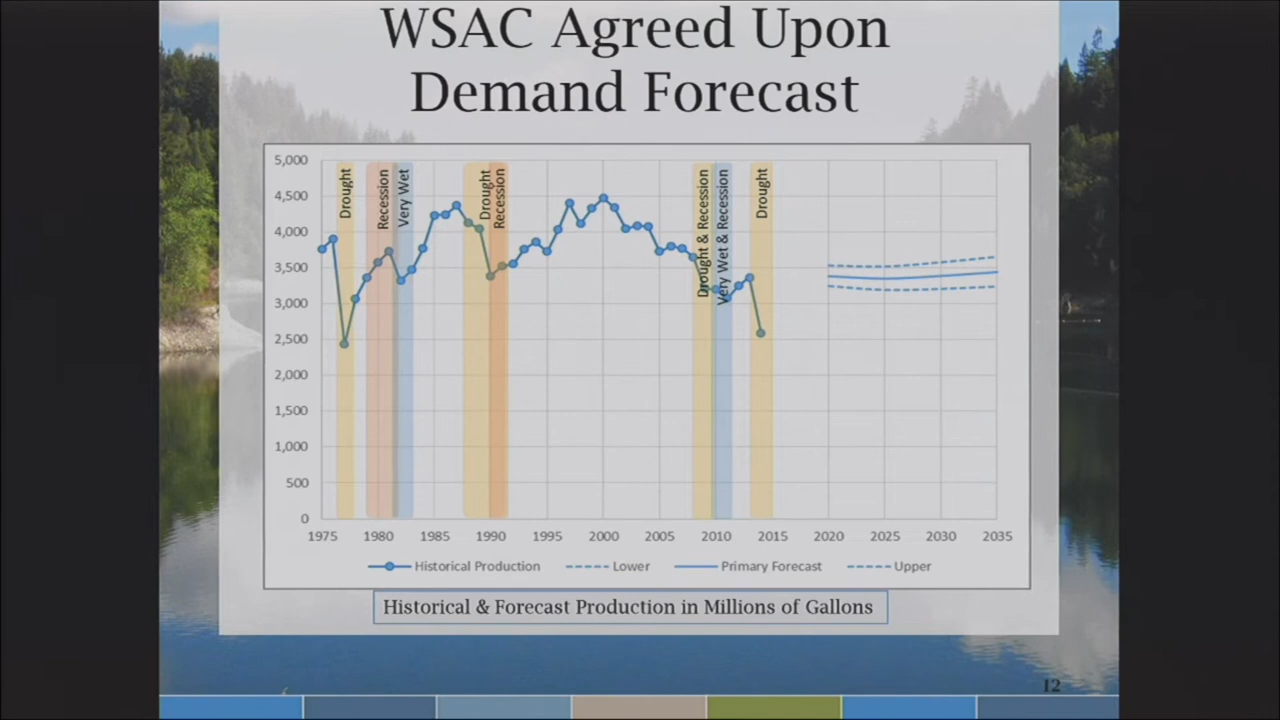 WSAC Agreed Upon
Demand Forecast
5,000
4,500
4,000
3,500
3,000
2,500
2,000
1,500
1,000
500
0
Drought
Recession
Very Wet
Drought
Recession
Drought & Recession
Very Wet & Recession
Drought
1975 1980 1985 1990 1995 2000 2005 2010 2015 2020 2025 2030 2035
Historical Production Lower Primary Forecast Upper
Historical & Forecast Production in Millions of Gallons
12